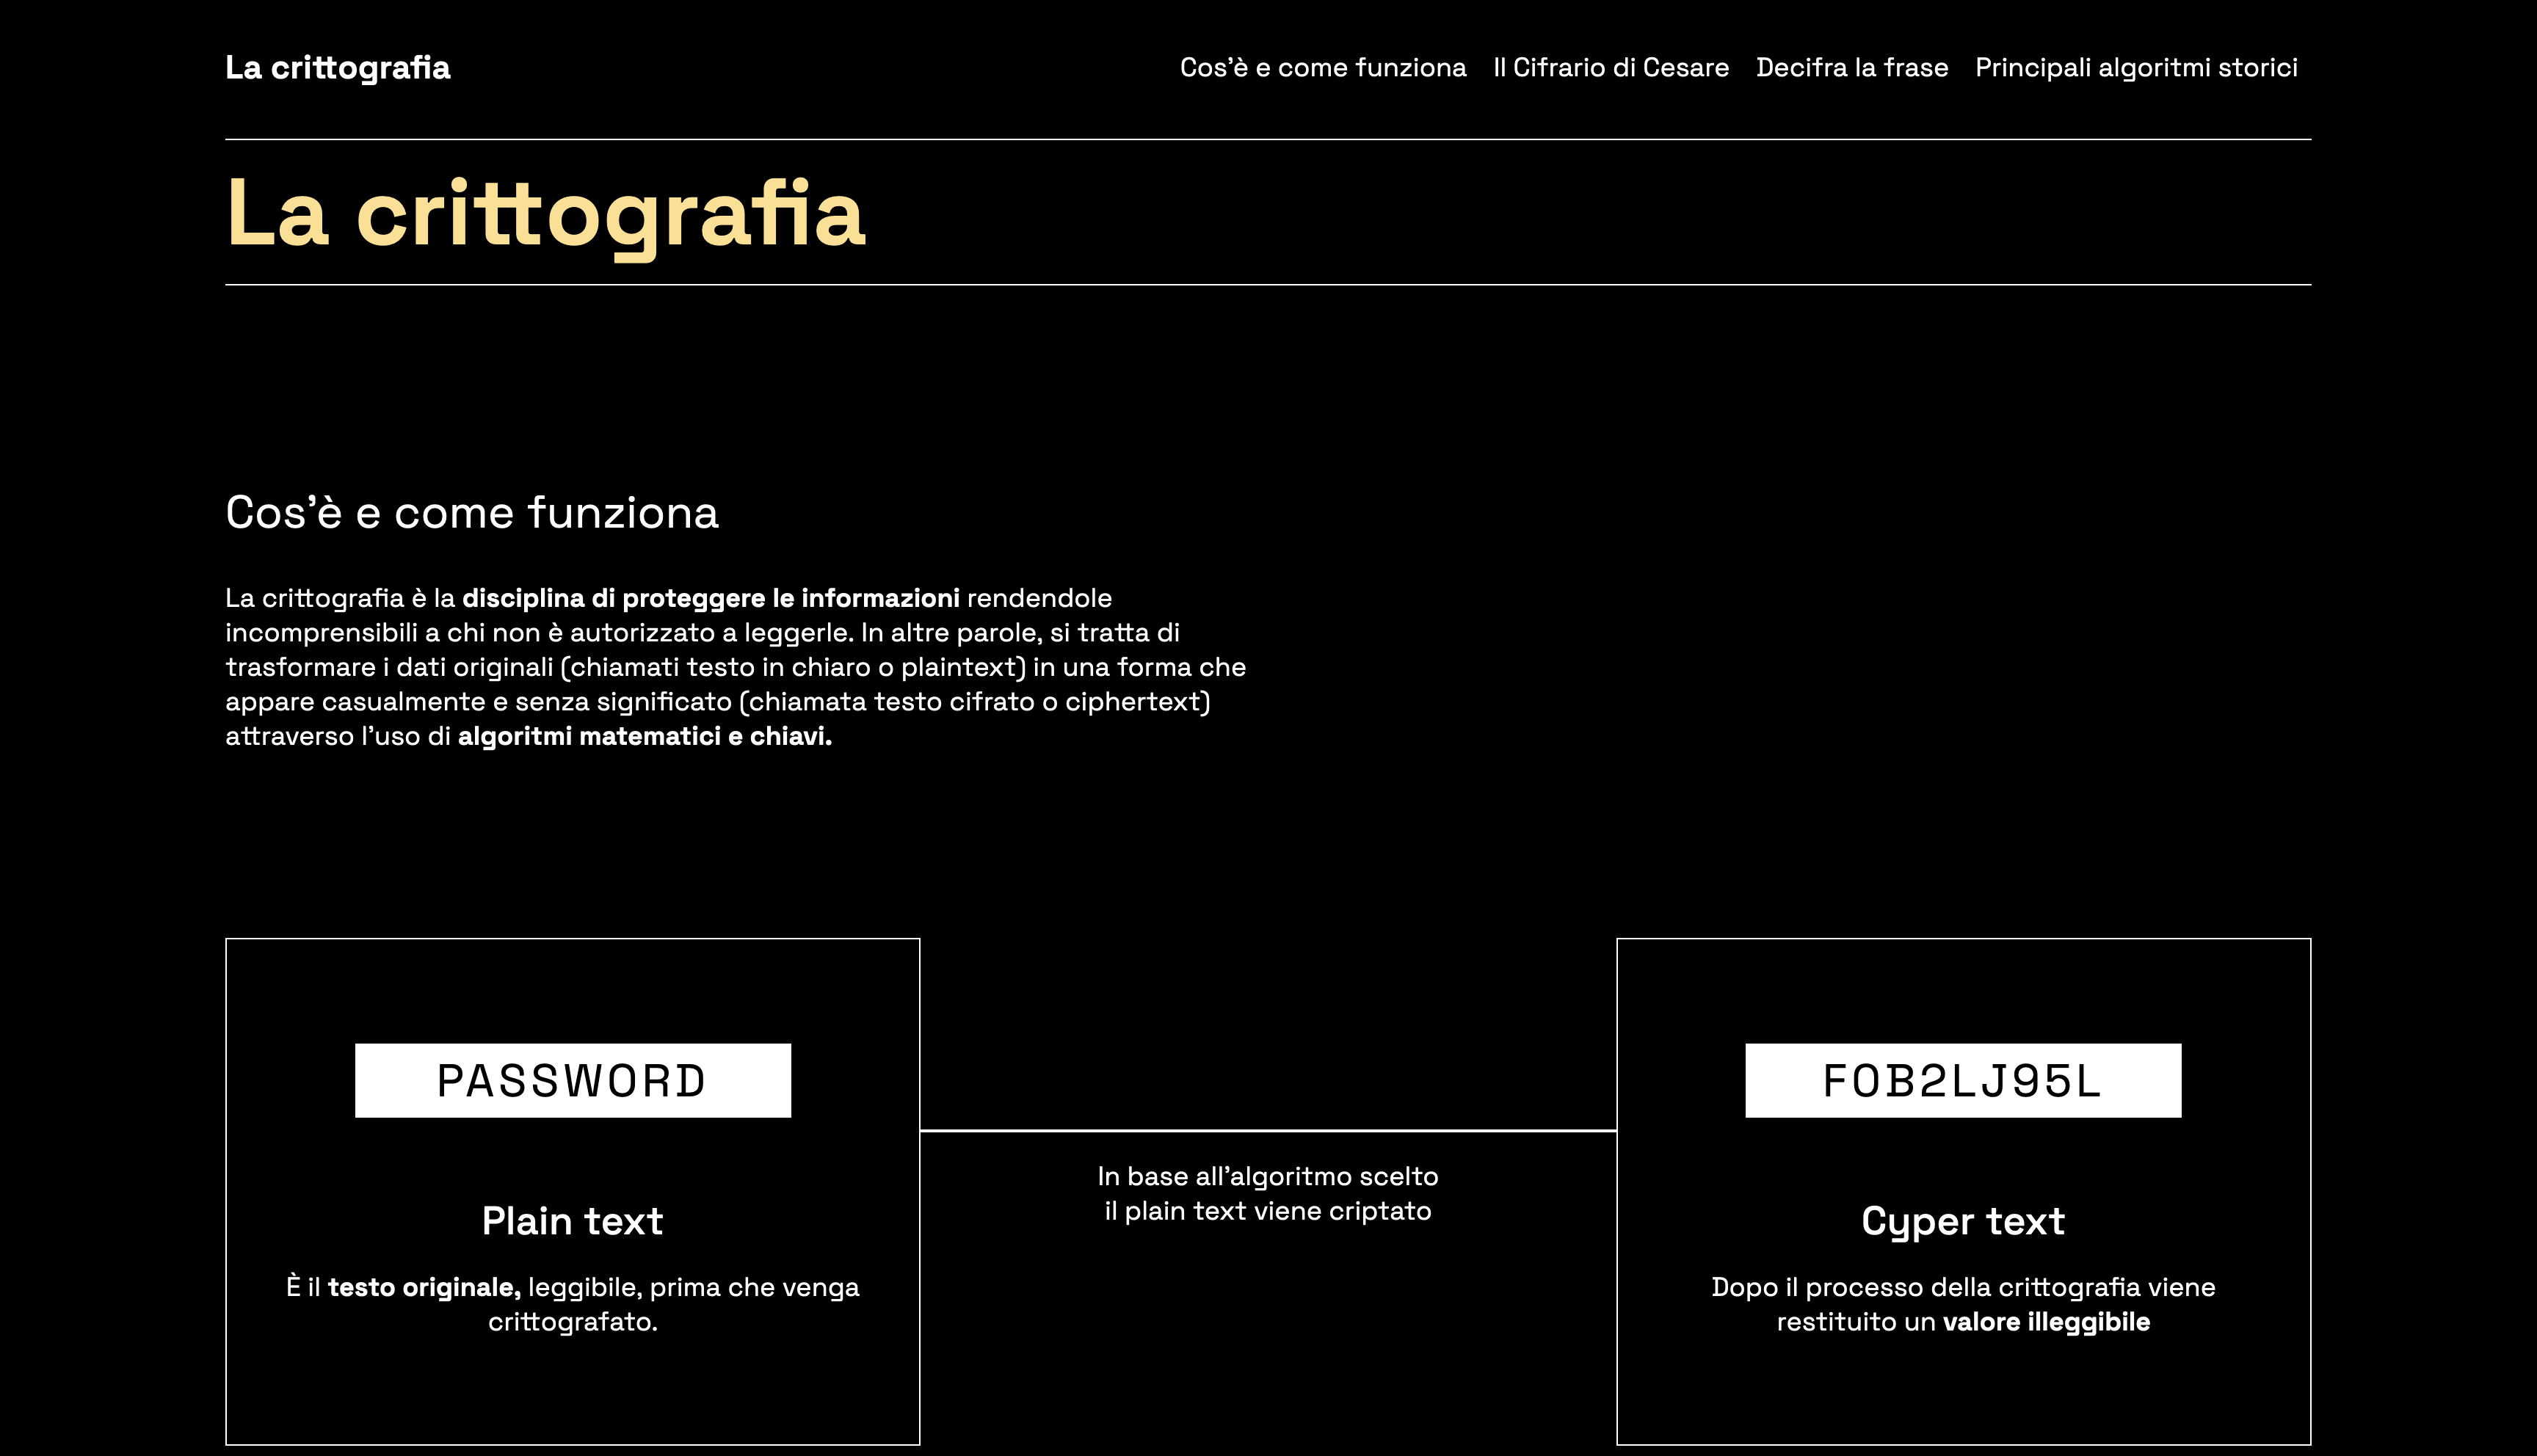 La crittografia
Cos'è e come funziona Il Cifrario di Cesare Decifra la frase Principali algoritmi storici
La crittografia
Cos'è e come funziona
La crittografia è la disciplina di proteggere le informazioni rendendole
incomprensibili a chi non è autorizzato a leggerle. In altre parole, si tratta di
trasformare i dati originali (chiamati testo in chiaro o plaintext) in una forma che
appare casualmente e senza significato (chiamata testo cifrato o ciphertext)
attraverso l'uso di algoritmi matematici e chiavi.
PASSWORD
Plain text
È il testo originale, leggibile, prima che venga
crittografato.
In base all'algoritmo scelto
il plain text viene criptato
FOB2LJ95L
Cyper text
Dopo il processo della crittografia viene
restituito un valore illeggibile